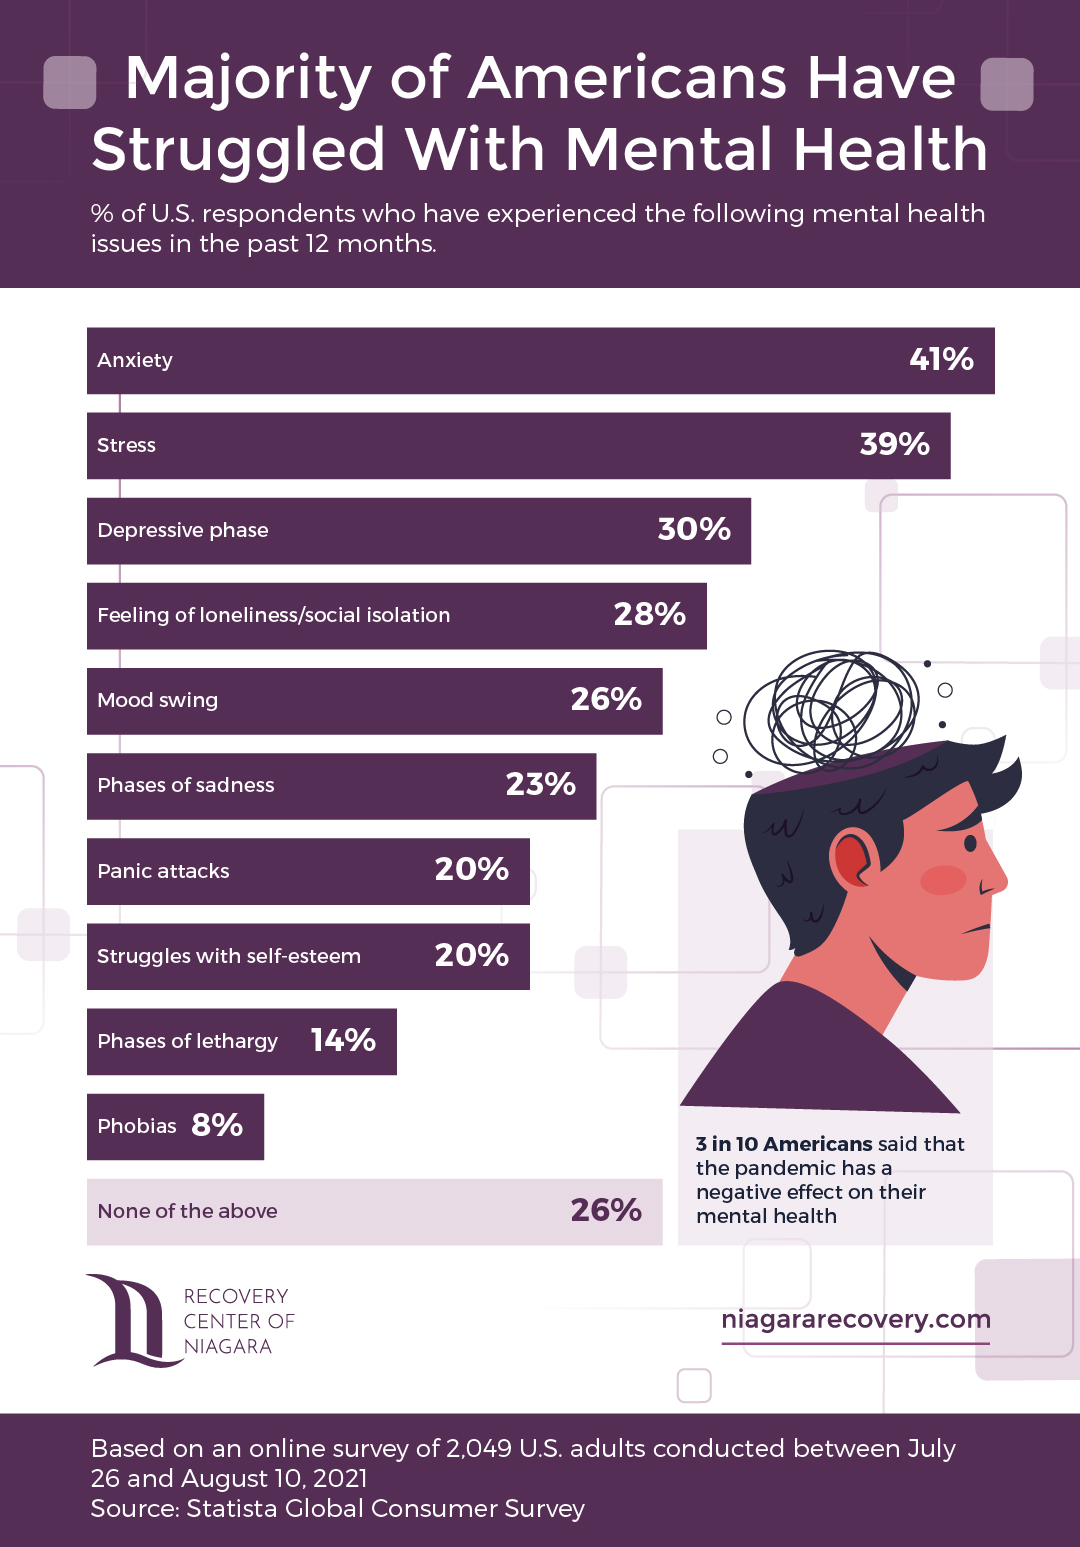 Majority of Americans Have
Struggled With Mental Health
% of U.S. respondents who have experienced the following mental health
issues in the past 12 months.
Anxiety 41%
Stress 39%
Depressive phase 30%
Feeling of loneliness/social isolation 28%
Mood swing 26%
Phases of sadness 23%
Panic attacks 20%
Struggles with self-esteem 20%
Phases of lethargy 14%
Phobias 8%
None of the above 26%
3 in 10 Americans said that
the pandemic has a
negative effect on their
mental health
RECOVERY
CENTER OF
NIAGARA
niagararecovery.com
Based on an online survey of 2,049 U.S. adults conducted between July
26 and August 10, 2021
Source: Statista Global Consumer Survey